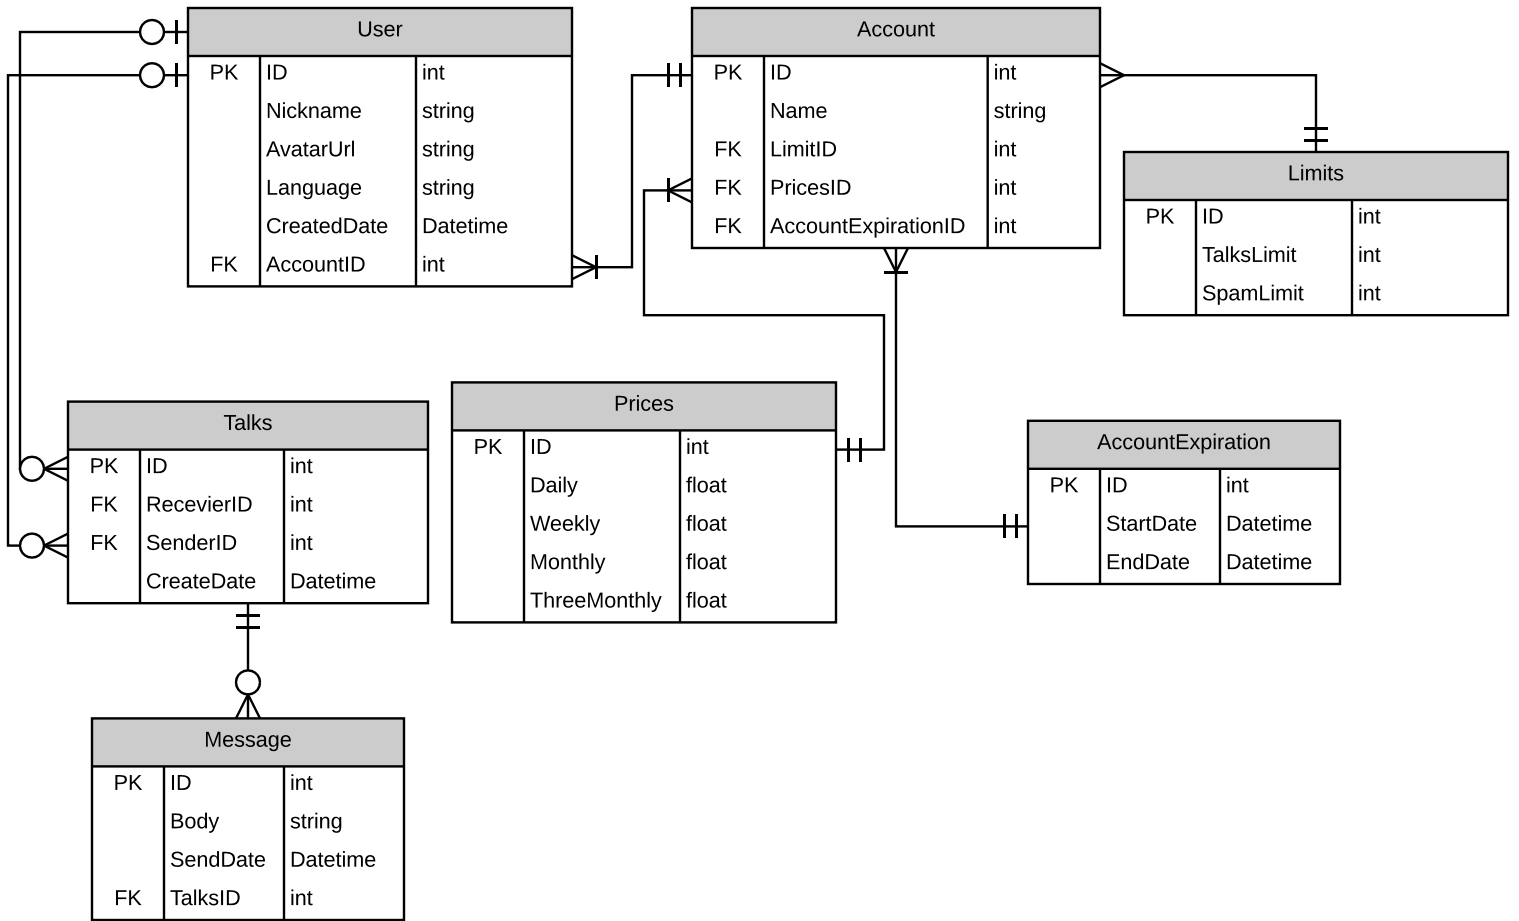 User
PK ID int
Nickname string
AvatarUrl string
Language string
CreatedDate Datetime
FK AccountID int
Account
PK ID int
Name string
FK LimitID int
FK PricesID int
FK AccountExpirationID int
Limits
PK ID int
TalksLimit int
SpamLimit int
Talks
PK ID int
FK RecevierID int
FK SenderID int
CreateDate Datetime
Prices
PK ID int
Daily float
Weekly float
Monthly float
ThreeMonthly float
AccountExpiration
PK ID int
StartDate Datetime
EndDate Datetime
Message
PK ID int
Body string
SendDate Datetime
FK TalksID int